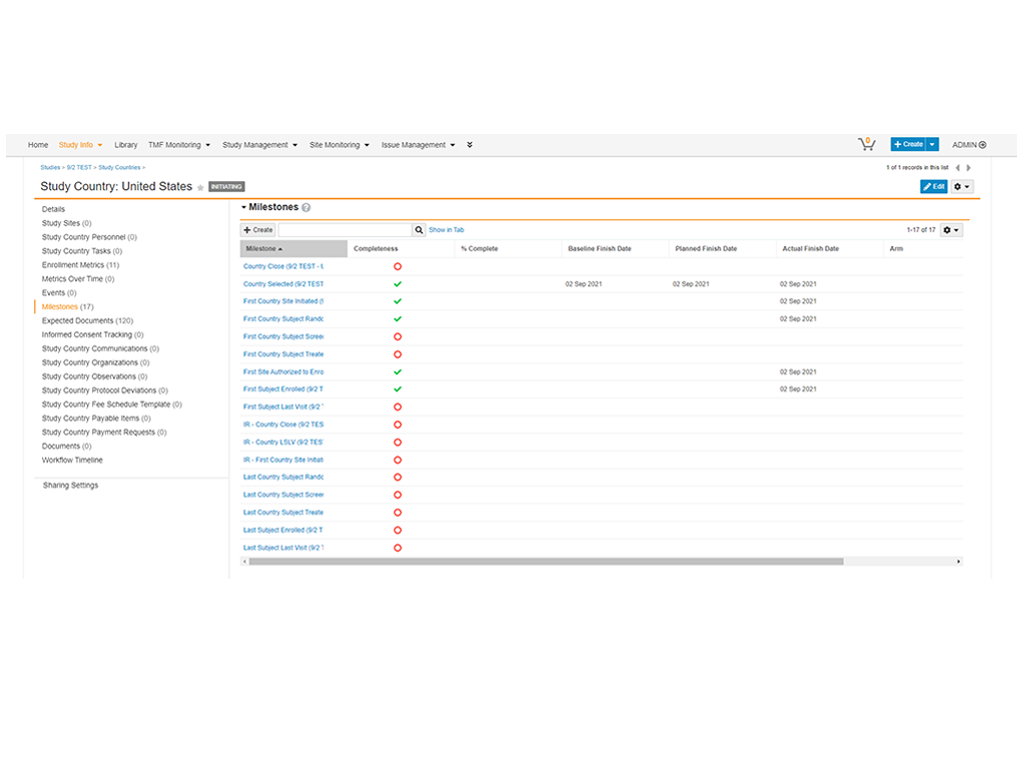 Home Study Info Library TMF Monitoring Study Management Site Monitoring Issue Management 0 + Create ADMIN
Studies > 9/2 TEST > Study Countries >
1 of 1 records in this list
Study Country: United States INITIATING Edit
Details
Study Sites (0)
Study Country Personnel (0)
Study Country Tasks (0)
Enrollment Metrics (11)
Metrics Over Time (0)
Events (0)
Milestones (17)
Expected Documents (120)
Informed Consent Tracking (0)
Study Country Communications (0)
Study Country Organizations (0)
Study Country Observations (0)
Study Country Protocol Deviations (0)
Study Country Fee Schedule Template (0)
Study Country Payable Items (0)
Study Country Payment Requests (0)
Documents (0)
Workflow Timeline
Sharing Settings
Milestones ?
+ Create Show in Tab 1-17 of 17
Milestone Completeness % Complete Baseline Finish Date Planned Finish Date Actual Finish Date Arm
Country Close (9/2 TEST -
Country Selected (9/2 TEST 02 Sep 2021 02 Sep 2021 02 Sep 2021
First Country Site Initiated 02 Sep 2021
First Country Subject Rando 02 Sep 2021
First Country Subject Scree
First Country Subject Treate
First Site Authorized to Enro 02 Sep 2021
First Subject Enrolled (9/2 T 02 Sep 2021
First Subject Last Visit (9/2
IR - Country Close (9/2 TES
IR - Country LSLV (9/2 TES
IR - First Country Site Initiat
Last Country Subject Rando
Last Country Subject Scree
Last Country Subject Treate
Last Subject Enrolled (9/2 T
Last Subject Last Visit (9/2